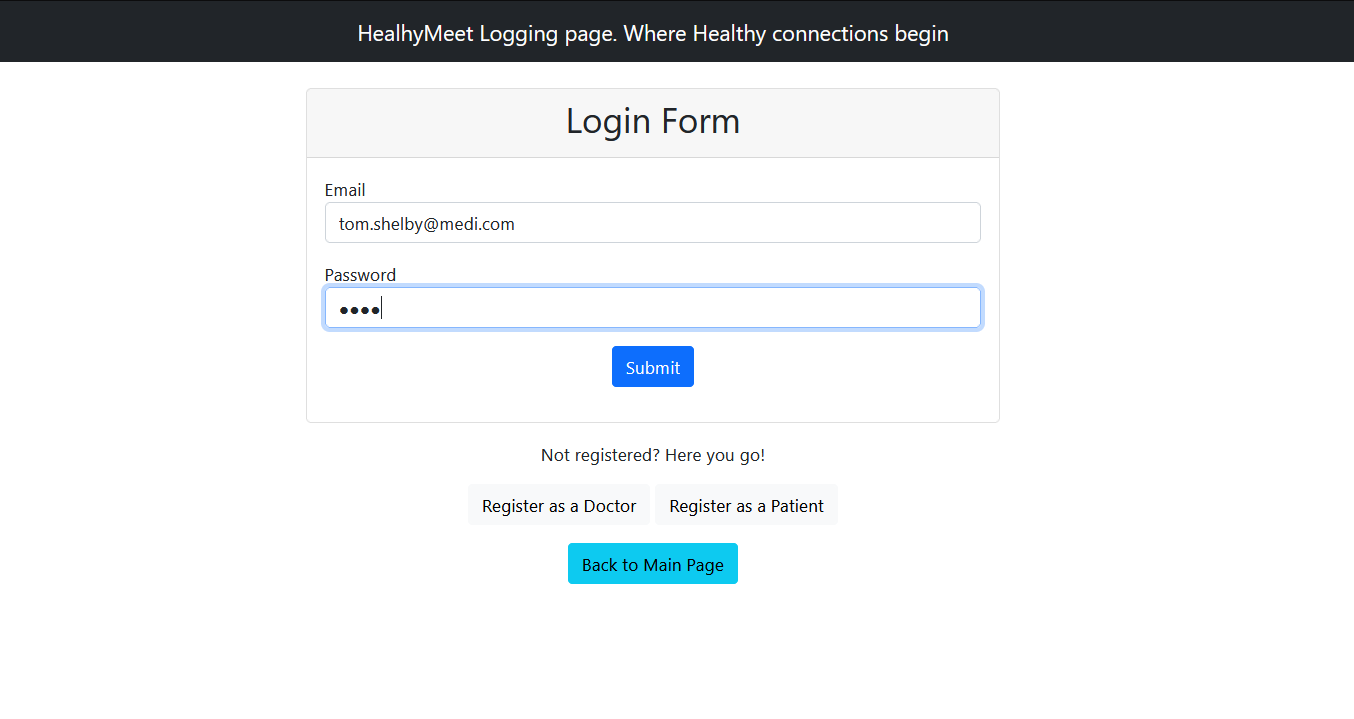 HealhyMeet Logging page. Where Healthy connections begin
Login Form
Email
tom.shelby@medi.com
Password
••••
Submit
Not registered? Here you go!
Register as a Doctor Register as a Patient
Back to Main Page